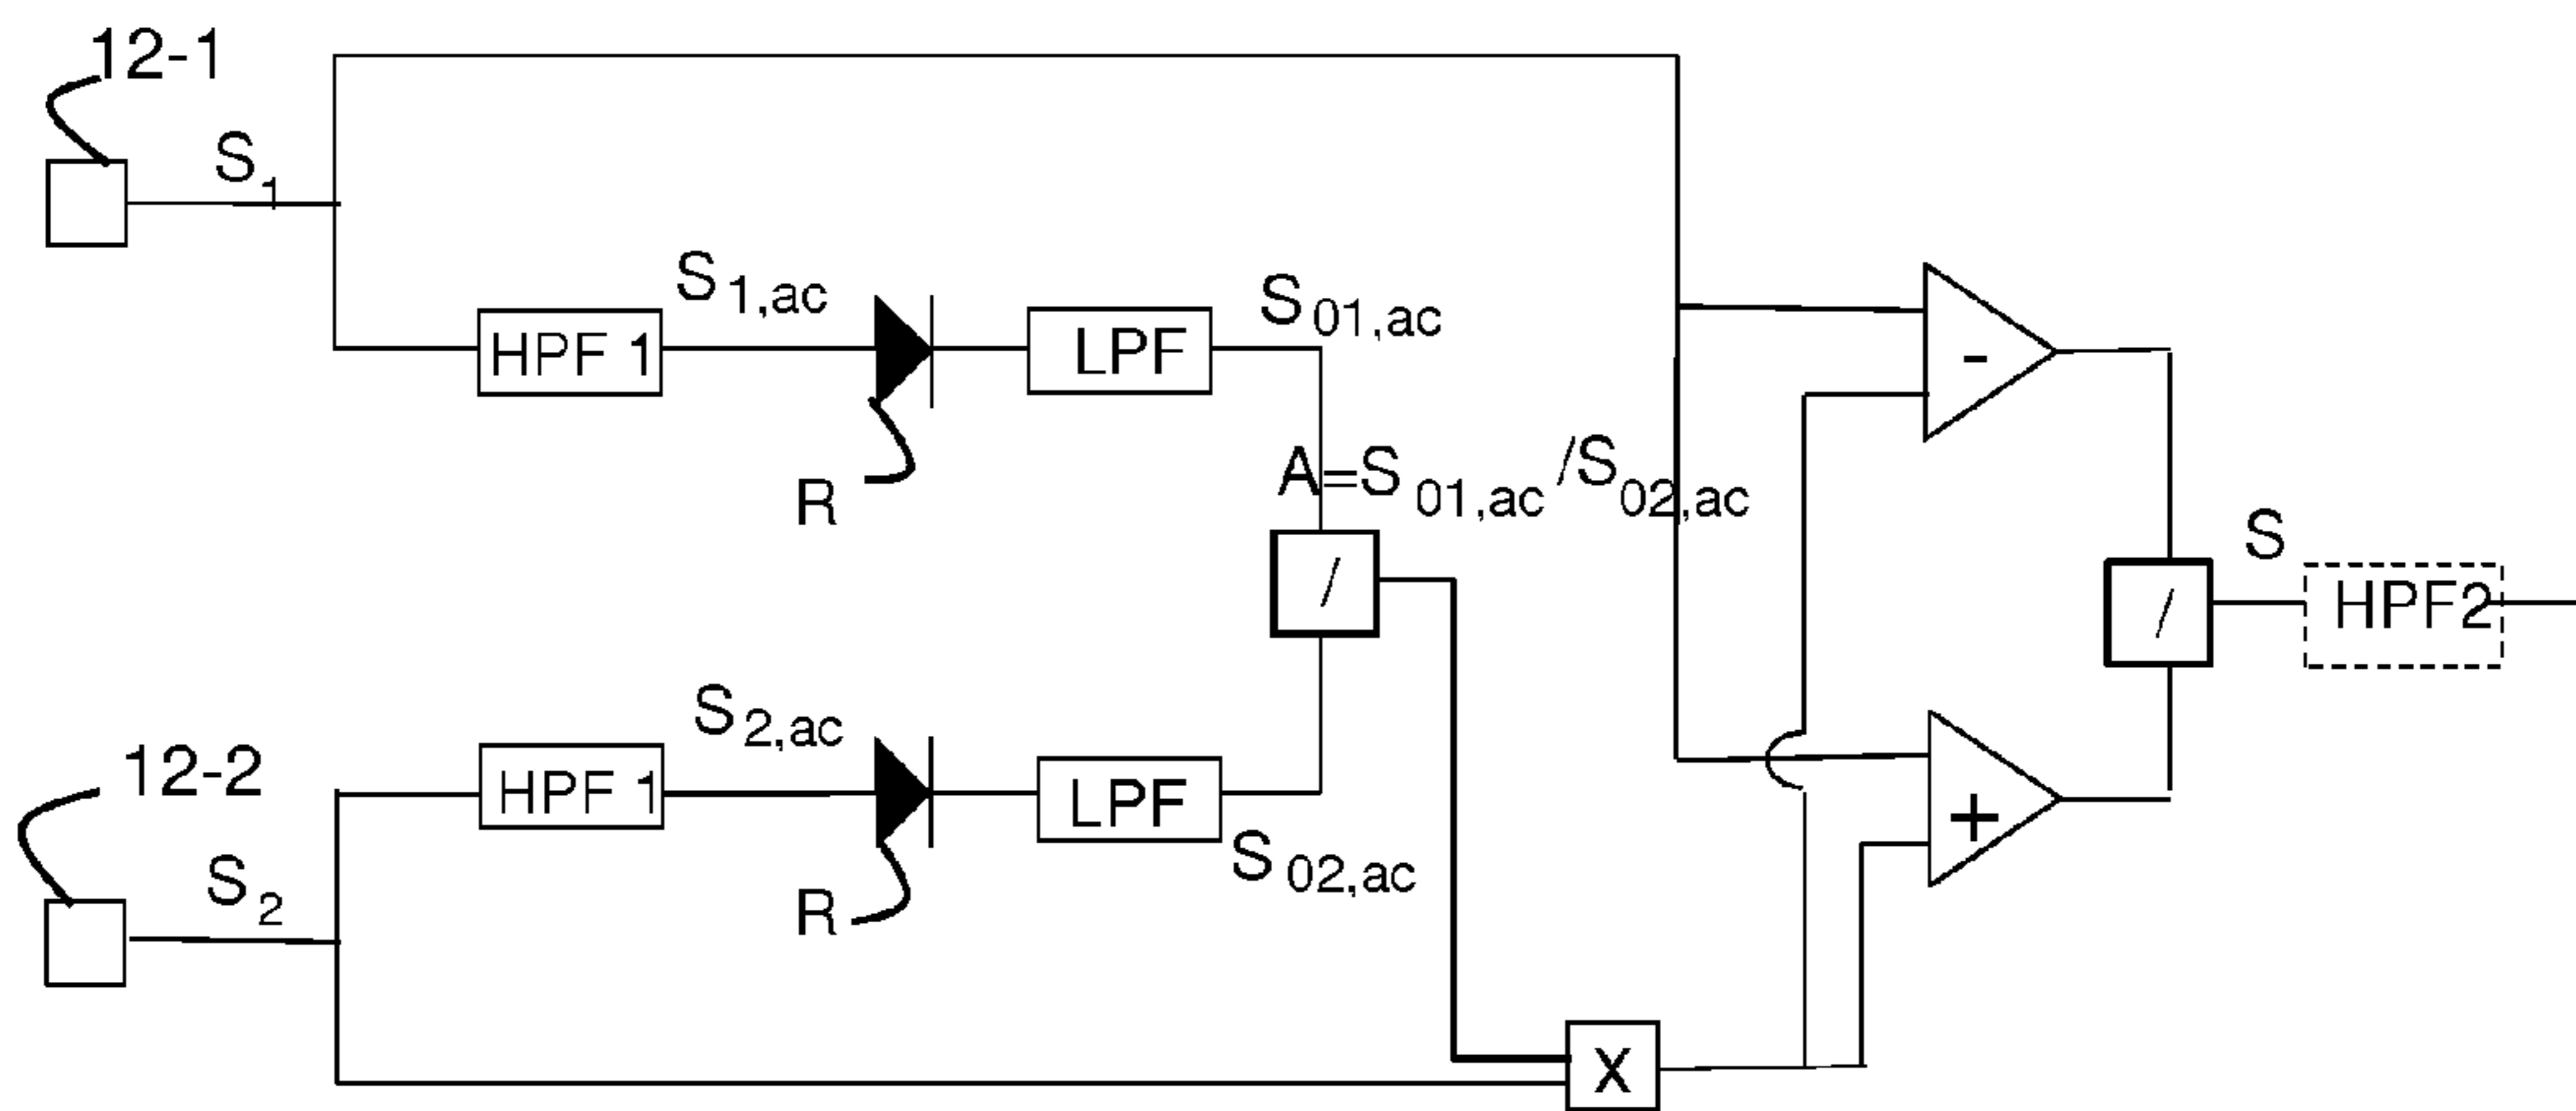 12-1
S1
S1,ac
S01,ac
HPF 1
LPF
-
R
A=S01,ac/S02,ac
/
S
HPF2
/
S2,ac
12-2
HPF 1
LPF
+
S02,ac
S2
R
X